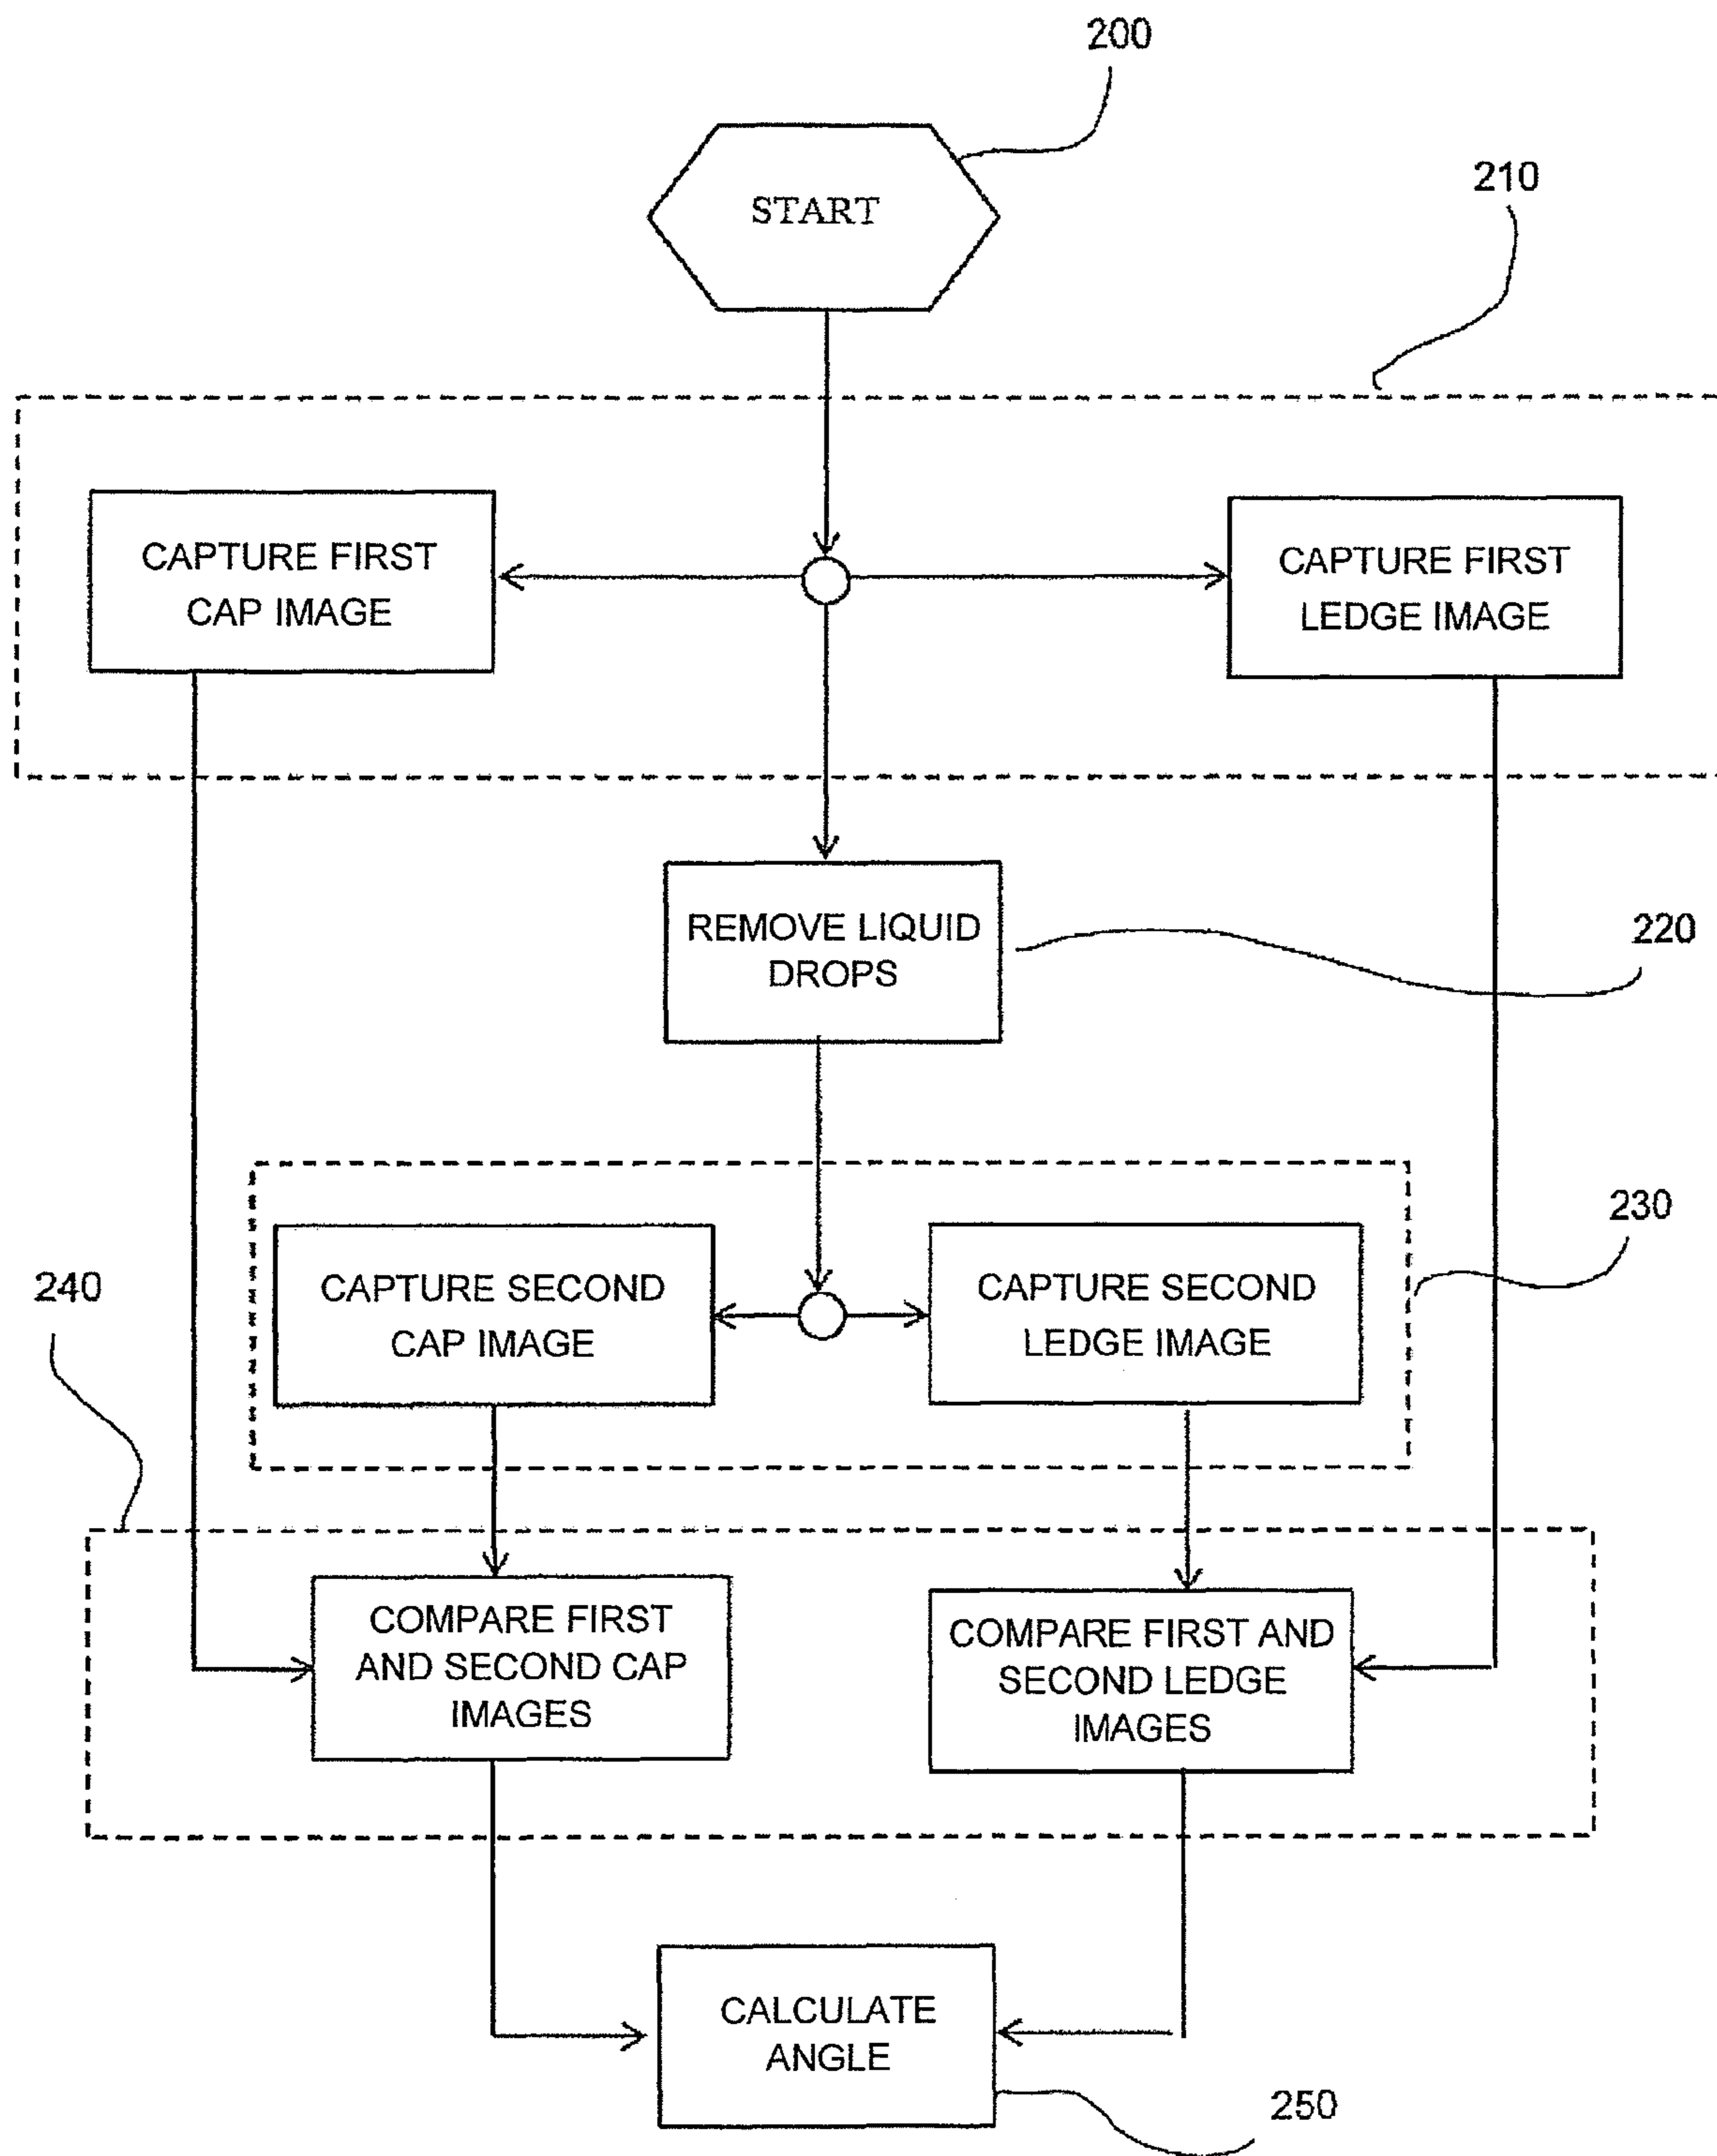 200
START
210
CAPTURE FIRST
CAP IMAGE
CAPTURE FIRST
LEDGE IMAGE
REMOVE LIQUID
DROPS
220
230
CAPTURE SECOND
CAP IMAGE
CAPTURE SECOND
LEDGE IMAGE
240
COMPARE FIRST
AND SECOND CAP
IMAGES
COMPARE FIRST AND
SECOND LEDGE
IMAGES
CALCULATE
ANGLE
250